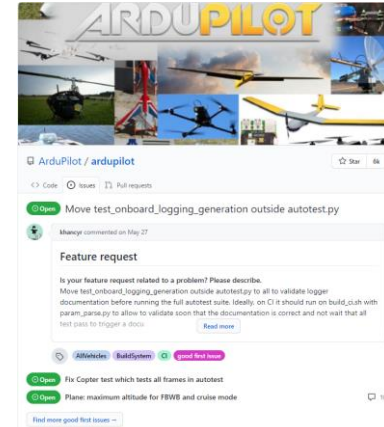 ARDUPILOT
ArduPilot / ardupilot
Star 6k
<> Code Issues Pull requests
Open Move test_onboard_logging_generation outside autotest.py
khancyr commented on May 27
Feature request
Is your feature request related to a problem? Please describe.
Move test_onboard_logging_generation outside autotest.py to all to validate logger
documentation before running the full autotest suite. Ideally, on CI it should run on build_ci.sh with
param_parse.py to allow to validate soon that the documentation is correct and not wait that all
test pass to trigger a docu
Read more
AllVehicles BuildSystem CI good first issue
Open Fix Copter test which tests all frames in autotest
Open Plane: maximum altitude for FBWB and cruise mode
Find more good first issues →